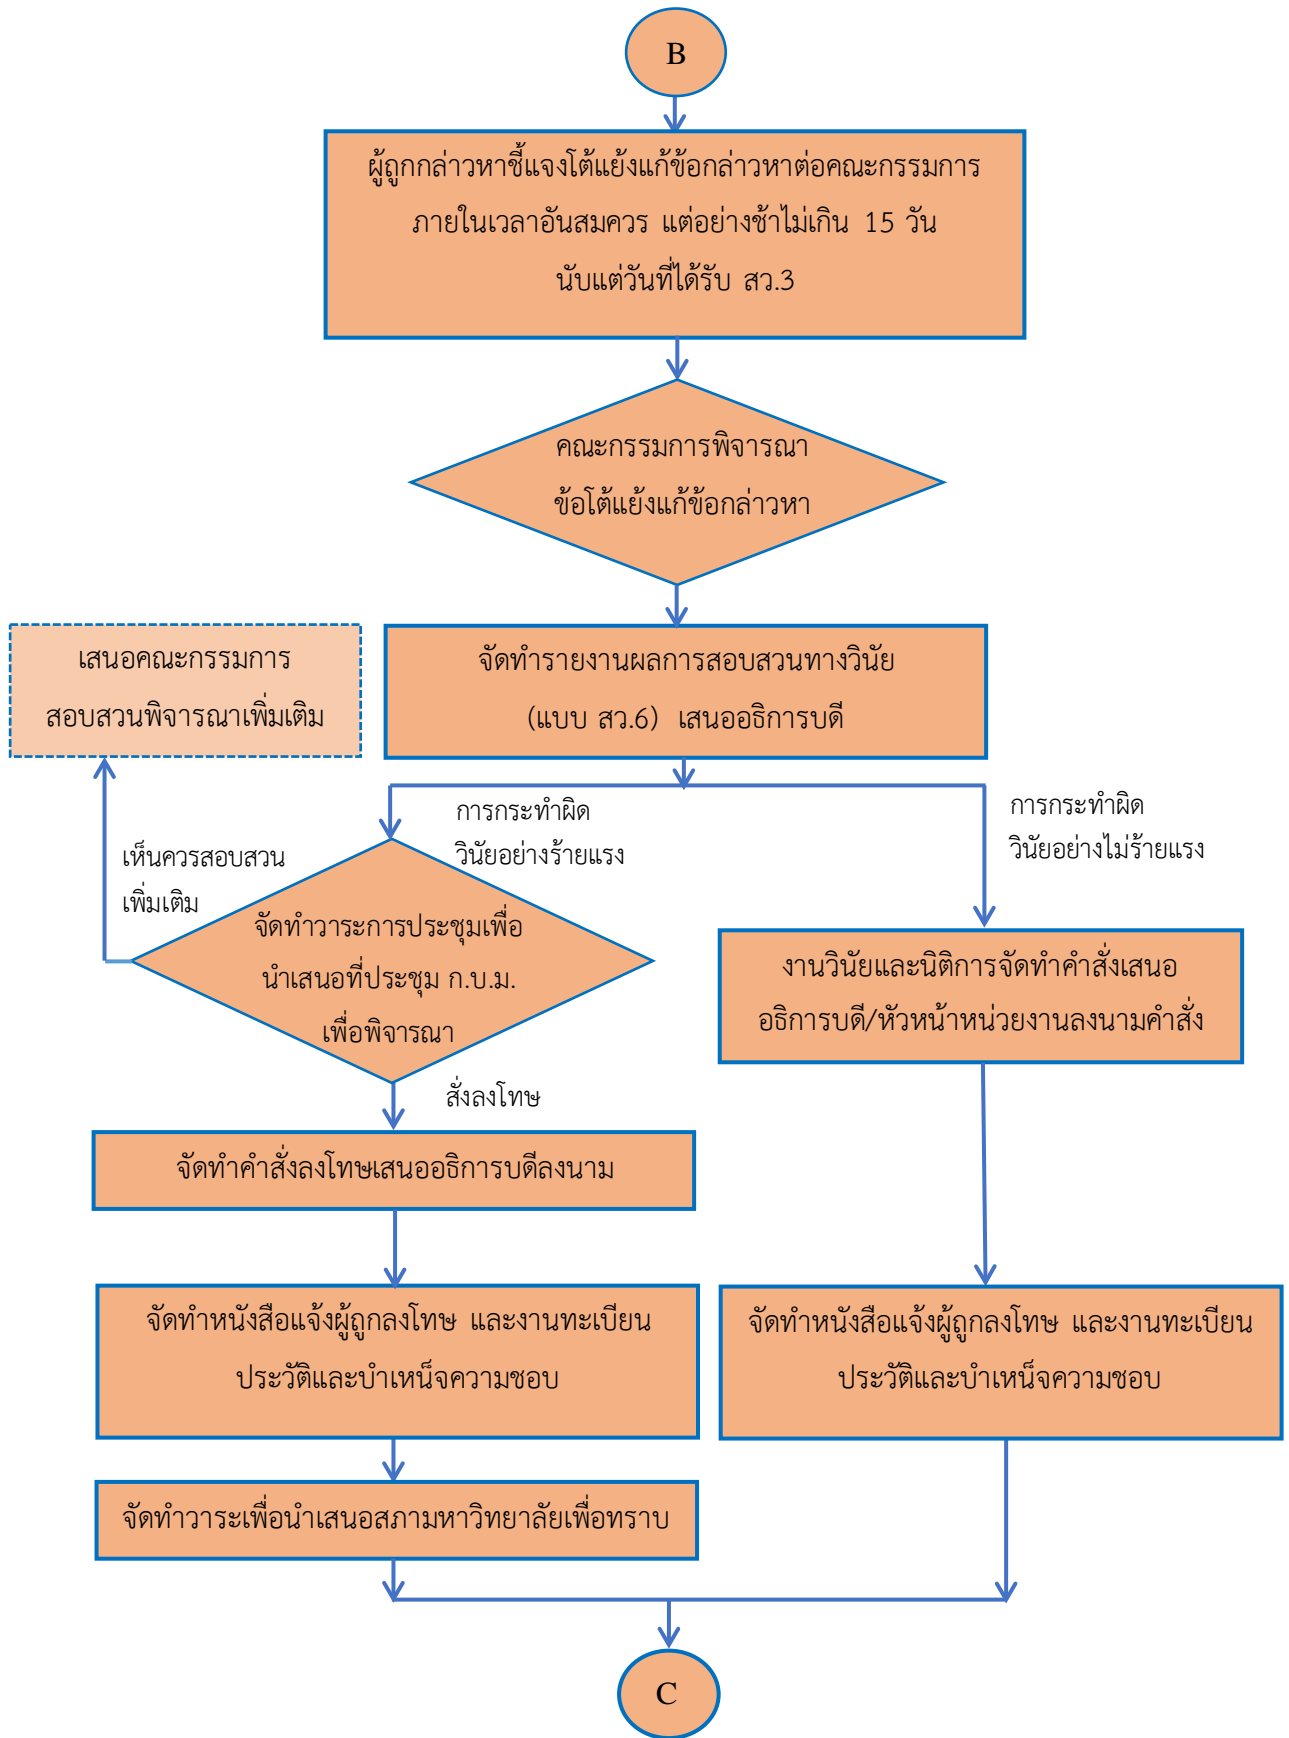 B
ผู้ถูกกล่าวหาชี้แจงโต้แย้งแก้ข้อกล่าวหาต่อคณะกรรมการ
ภายในเวลาอันสมควร แต่อย่างช้าไม่เกิน 15 วัน
นับแต่วันที่ได้รับ สว.3
คณะกรรมการพิจารณา
ข้อโต้แย้งแก้ข้อกล่าวหา
เสนอคณะกรรมการ
สอบสวนพิจารณาเพิ่มเติม
จัดทำรายงานผลการสอบสวนทางวินัย
(แบบ สว.6) เสนออธิการบดี
การกระทำผิด
วินัยอย่างร้ายแรง
การกระทำผิด
วินัยอย่างไม่ร้ายแรง
เห็นควรสอบสวน
เพิ่มเติม
จัดทำวาระการประชุมเพื่อ
นำเสนอที่ประชุม ก.บ.ม.
เพื่อพิจารณา
งานวินัยและนิติการจัดทำคำสั่งเสนอ
อธิการบดี/หัวหน้าหน่วยงานลงนามคำสั่ง
สั่งลงโทษ
จัดทำคำสั่งลงโทษเสนออธิการบดีลงนาม
จัดทำหนังสือแจ้งผู้ถูกลงโทษ และงานทะเบียน
ประวัติและบำเหน็จความชอบ
จัดทำหนังสือแจ้งผู้ถูกลงโทษ และงานทะเบียน
ประวัติและบำเหน็จความชอบ
จัดทำวาระเพื่อนำเสนอสภามหาวิทยาลัยเพื่อทราบ
C